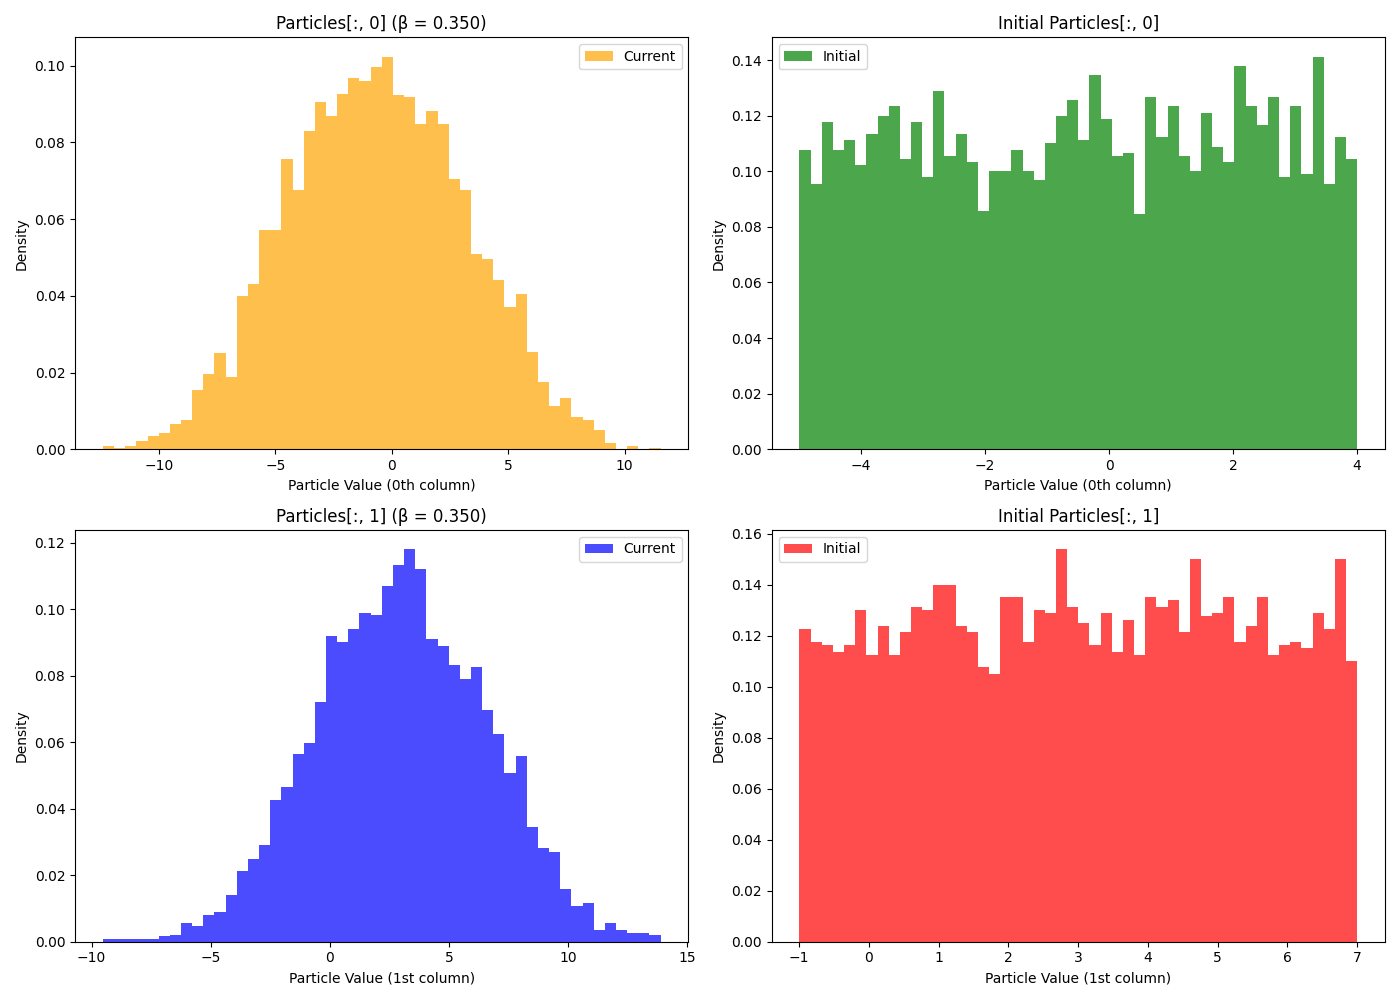 Particles[:, 0] (β = 0.350)
Current
Density
0.10
0.08
0.06
0.04
0.02
0.00
−10 −5 0 5 10
Particle Value (0th column)
Initial Particles[:, 0]
Initial
Density
0.14
0.12
0.10
0.08
0.06
0.04
0.02
0.00
−4 −2 0 2 4
Particle Value (0th column)
Particles[:, 1] (β = 0.350)
Current
Density
0.12
0.10
0.08
0.06
0.04
0.02
0.00
−10 −5 0 5 10 15
Particle Value (1st column)
Initial Particles[:, 1]
Initial
Density
0.16
0.14
0.12
0.10
0.08
0.06
0.04
0.02
0.00
−1 0 1 2 3 4 5 6 7
Particle Value (1st column)